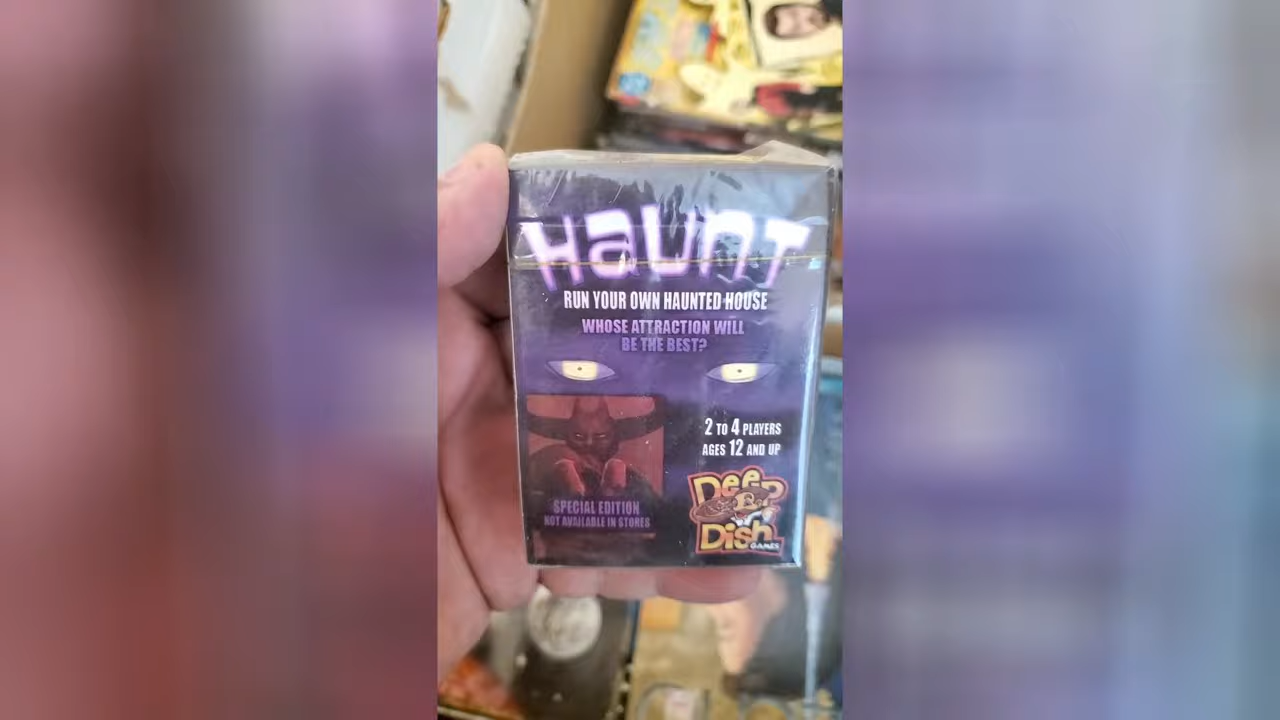 Haunt
RUN YOUR OWN HAUNTED HOUSE
WHOSE ATTRACTION WILL
BE THE BEST?
2 TO 4 PLAYERS
AGES 12 AND UP
SPECIAL EDITION
NOT AVAILABLE IN STORES
Deep
Dish
GAMES